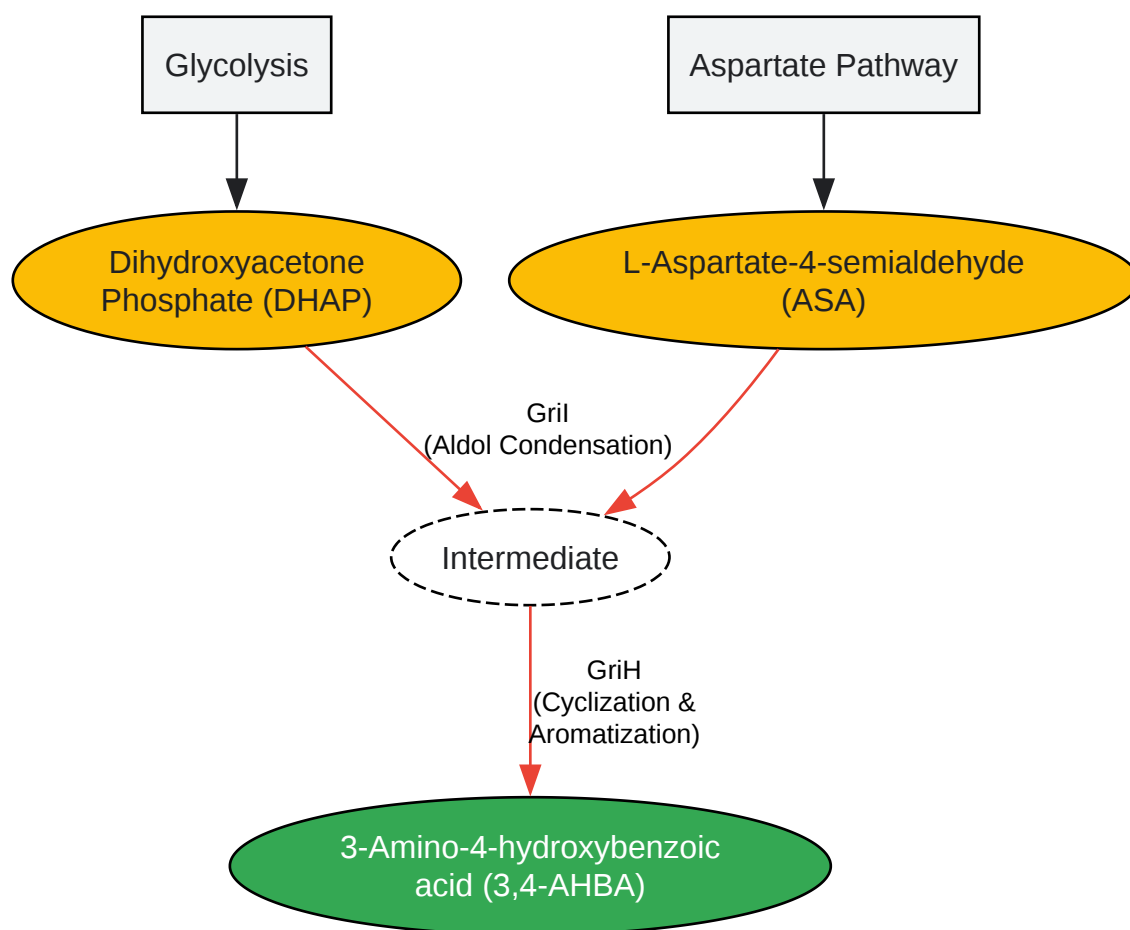 Glycolysis
Aspartate Pathway
Dihydroxyacetone
Phosphate (DHAP)
L-Aspartate-4-semialdehyde
(ASA)
GriI
(Aldol Condensation)
Intermediate
GriH
(Cyclization &
Aromatization)
3-Amino-4-hydroxybenzoic
acid (3,4-AHBA)